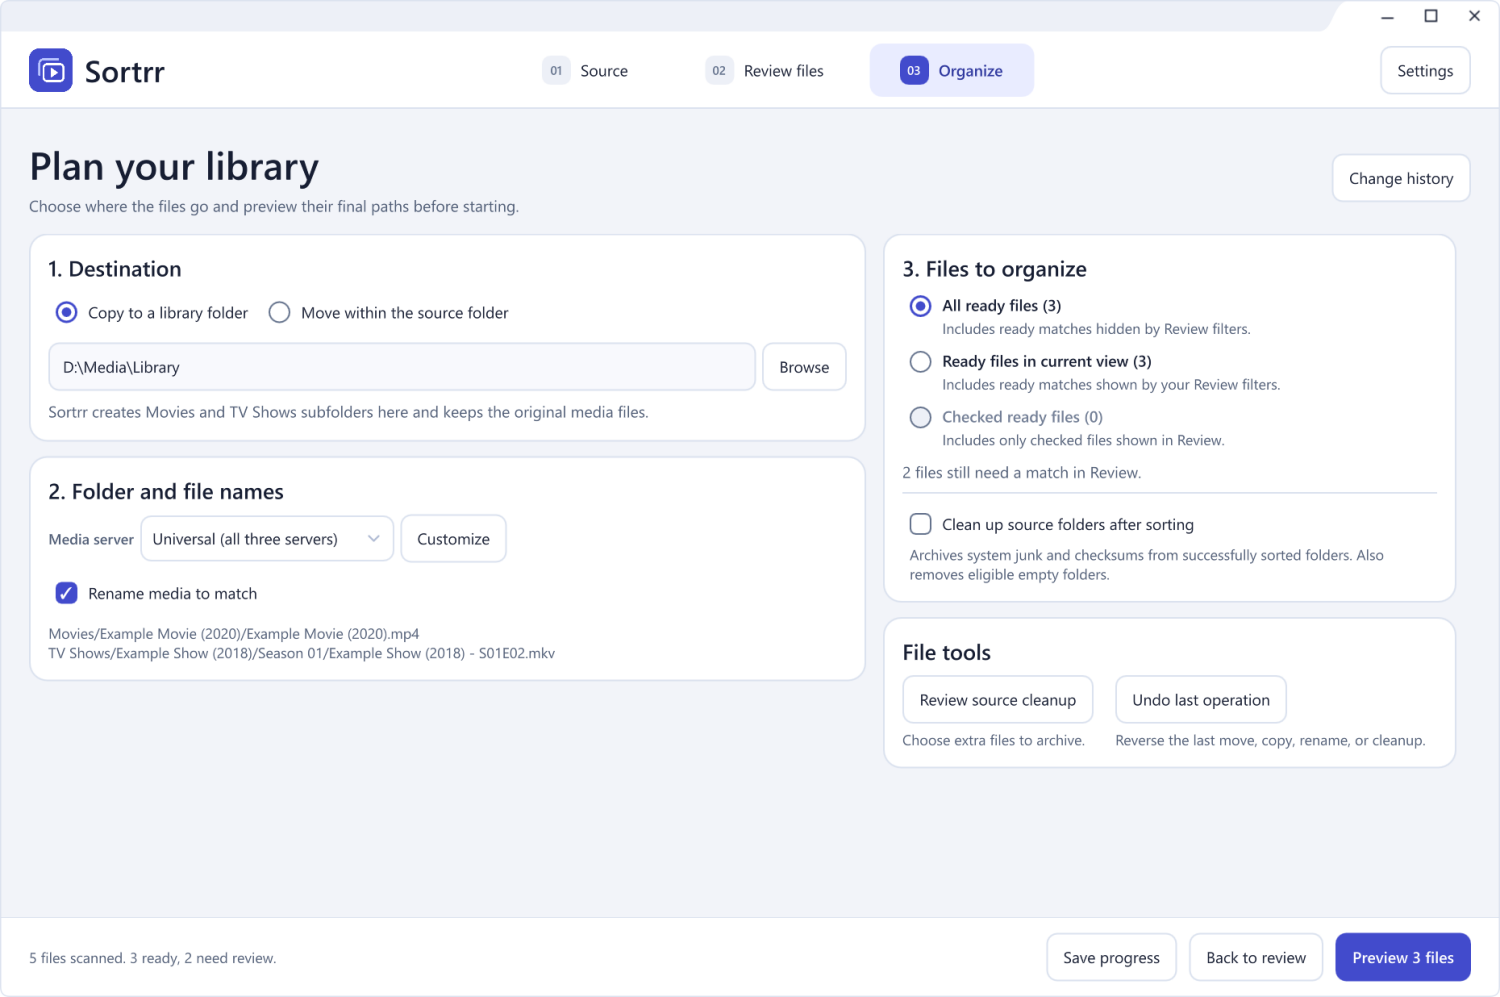 Sortrr
01 Source
02 Review files
03 Organize
Settings
Plan your library
Choose where the files go and preview their final paths before starting.
Change history
1. Destination
Copy to a library folder
Move within the source folder
D:\Media\Library
Browse
Sortrr creates Movies and TV Shows subfolders here and keeps the original media files.
2. Folder and file names
Media server
Universal (all three servers)
Customize
Rename media to match
Movies/Example Movie (2020)/Example Movie (2020).mp4
TV Shows/Example Show (2018)/Season 01/Example Show (2018) - S01E02.mkv
3. Files to organize
All ready files (3)
Includes ready matches hidden by Review filters.
Ready files in current view (3)
Includes ready matches shown by your Review filters.
Checked ready files (0)
Includes only checked files shown in Review.
2 files still need a match in Review.
Clean up source folders after sorting
Archives system junk and checksums from successfully sorted folders. Also
removes eligible empty folders.
File tools
Review source cleanup
Choose extra files to archive.
Undo last operation
Reverse the last move, copy, rename, or cleanup.
5 files scanned. 3 ready, 2 need review.
Save progress
Back to review
Preview 3 files